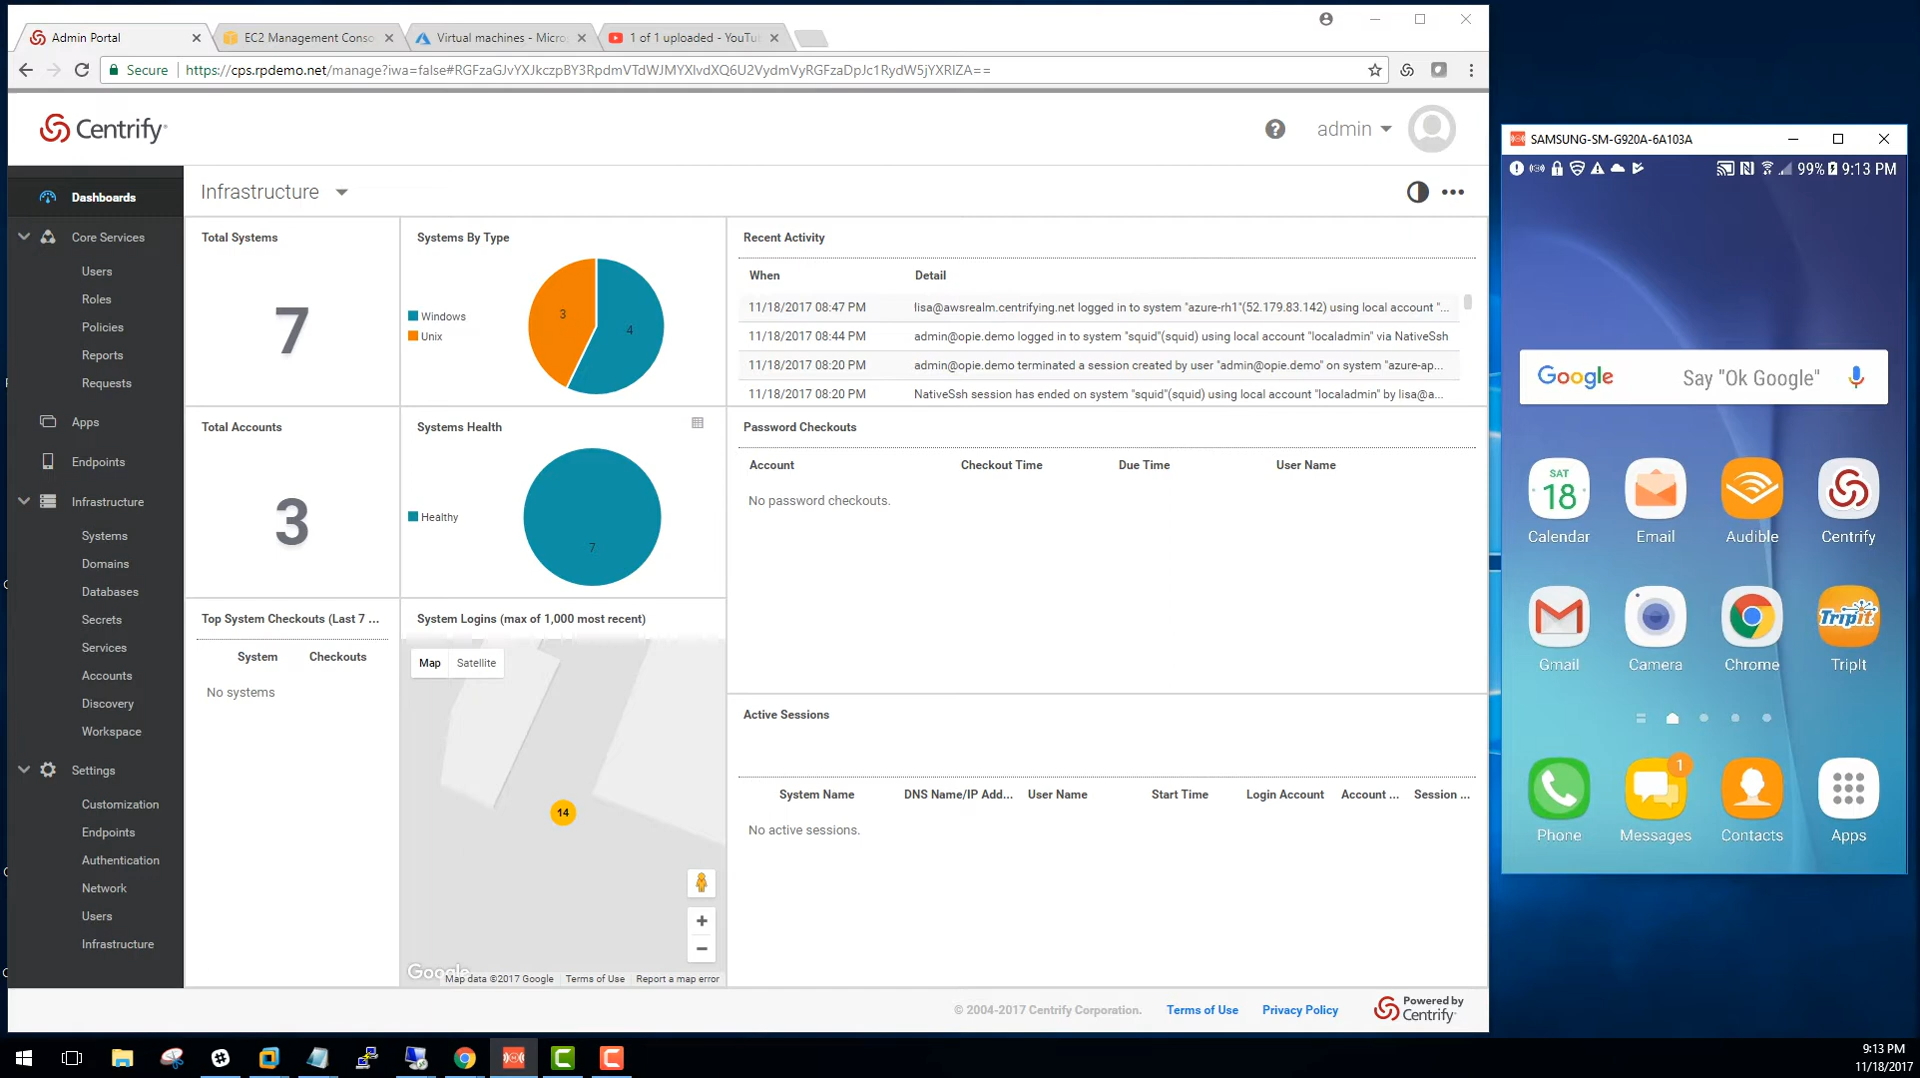 Admin Portal
EC2 Management Conso
Virtual machines - Micro
1 of 1 uploaded - YouTu
Secure
https://cps.rpdemo.net/manage?iwa=false#RGFzaGJvYXJkczpBY3RpdmVTdWJMYXlvdXQ6U2VydmVyRGFzaDpJc1RydW5jYXRlZA==
Centrify
admin
Dashboards
Core Services
Users
Roles
Policies
Reports
Requests
Apps
Endpoints
Infrastructure
Systems
Domains
Databases
Secrets
Services
Accounts
Discovery
Workspace
Settings
Customization
Endpoints
Authentication
Network
Users
Infrastructure
Infrastructure
Total Systems
7
Systems By Type
Windows
Unix
3
4
Recent Activity
When Detail
11/18/2017 08:47 PM lisa@awsrealm.centrifying.net logged in to system "azure-rh1"(52.179.83.142) using local account "...
11/18/2017 08:44 PM admin@opie.demo logged in to system "squid"(squid) using local account "localadmin" via NativeSsh
11/18/2017 08:20 PM admin@opie.demo terminated a session created by user "admin@opie.demo" on system "azure-ap...
11/18/2017 08:20 PM NativeSsh session has ended on system "squid"(squid) using local account "localadmin" by lisa@a...
Total Accounts
3
Systems Health
Healthy
7
Password Checkouts
Account Checkout Time Due Time User Name
No password checkouts.
Top System Checkouts (Last 7 ...
System Checkouts
No systems
System Logins (max of 1,000 most recent)
Map Satellite
14
Google
Map data ©2017 Google Terms of Use Report a map error
Active Sessions
System Name DNS Name/IP Add... User Name Start Time Login Account Account ... Session ...
No active sessions.
© 2004-2017 Centrify Corporation. Terms of Use Privacy Policy
Powered by
Centrify
SAMSUNG-SM-G920A-6A103A
99% 9:13 PM
Google Say "Ok Google"
SAT
18
Calendar Email Audible Centrify
TripIt
Gmail Camera Chrome TripIt
1
Phone Messages Contacts Apps
9:13 PM
11/18/2017